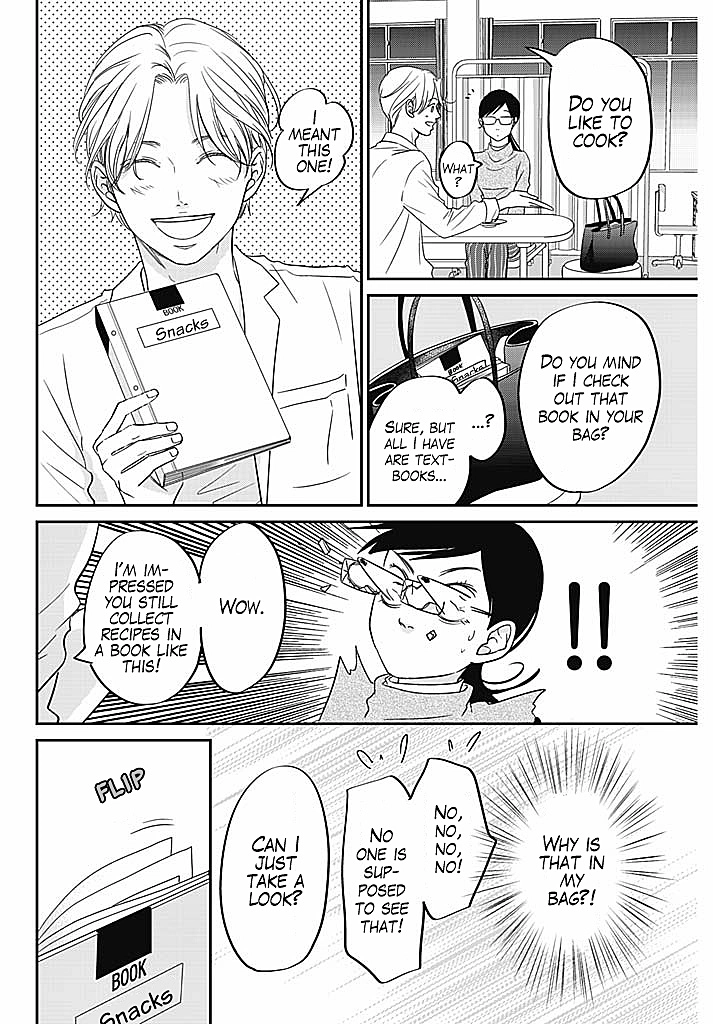 DO YOU
LIKE TO
COOK?
WHAT
?
DO YOU MIND
IF I CHECK
OUT THAT
BOOK IN YOUR
BAG?
BOOK
Snacks
...?
SURE, BUT
ALL I HAVE
ARE TEXT-
BOOKS...
I
MEANT
THIS
ONE!
BOOK
Snacks
!!
WOW.
I'M IM-
PRESSED
YOU STILL
COLLECT
RECIPES IN
A BOOK LIKE
THIS!
WHY IS
THAT IN
MY
BAG?!
NO,
NO,
NO,
NO!
NO
ONE IS
SUP-
POSED
TO SEE
THAT!
CAN I
JUST
TAKE A
LOOK?
FLIP
BOOK
Snacks